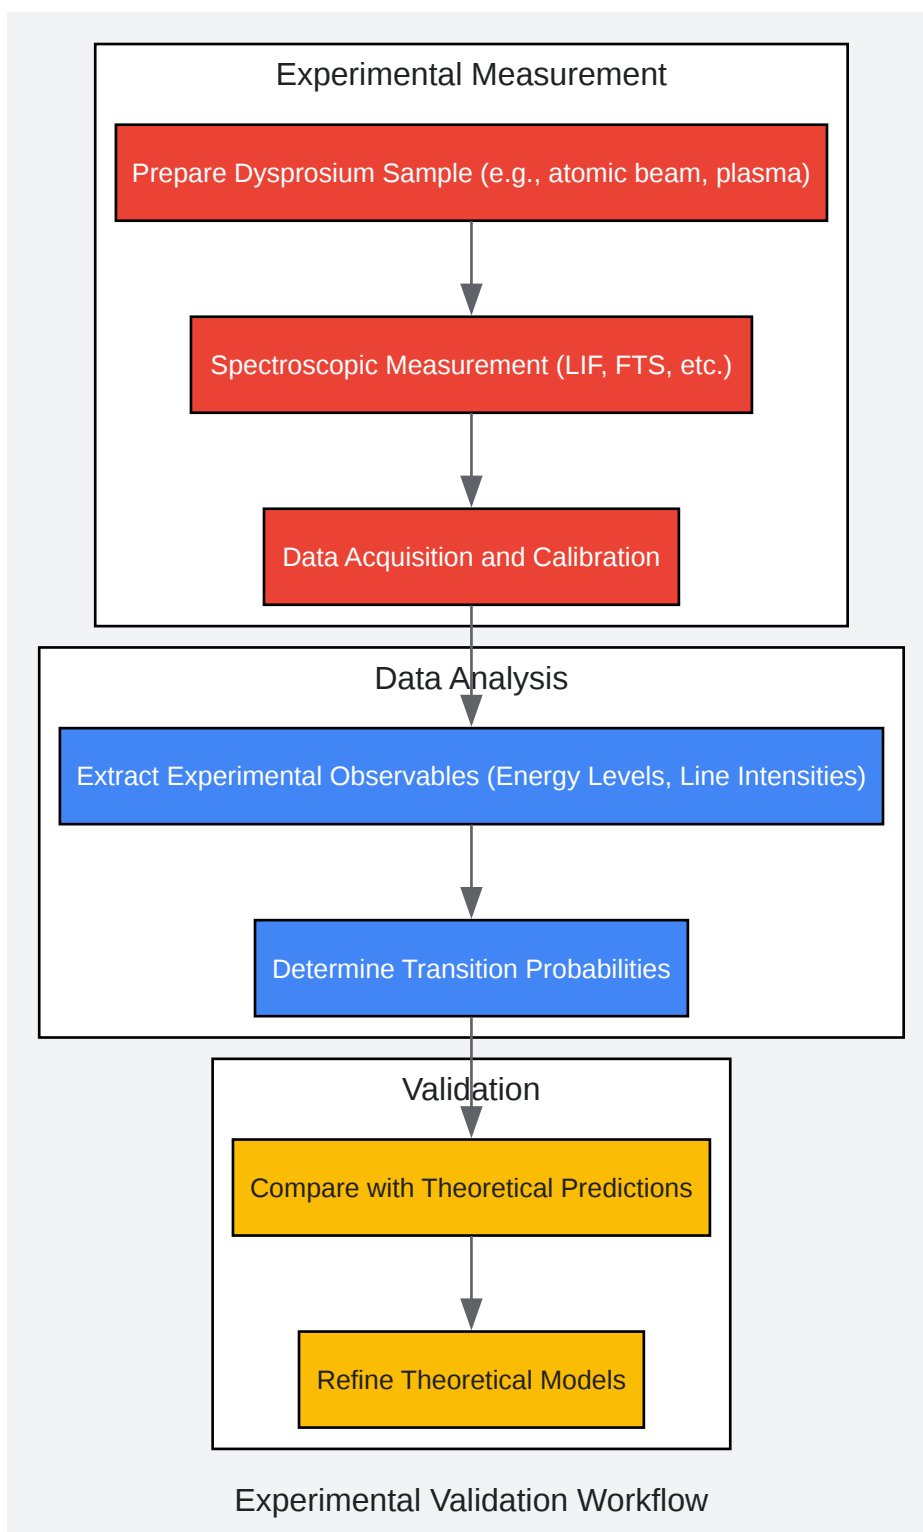 Experimental Measurement
Prepare Dysprosium Sample (e.g., atomic beam, plasma)
Spectroscopic Measurement (LIF, FTS, etc.)
Data Acquisition and Calibration
Data Analysis
Extract Experimental Observables (Energy Levels, Line Intensities)
Determine Transition Probabilities
Validation
Compare with Theoretical Predictions
Refine Theoretical Models
Experimental Validation Workflow